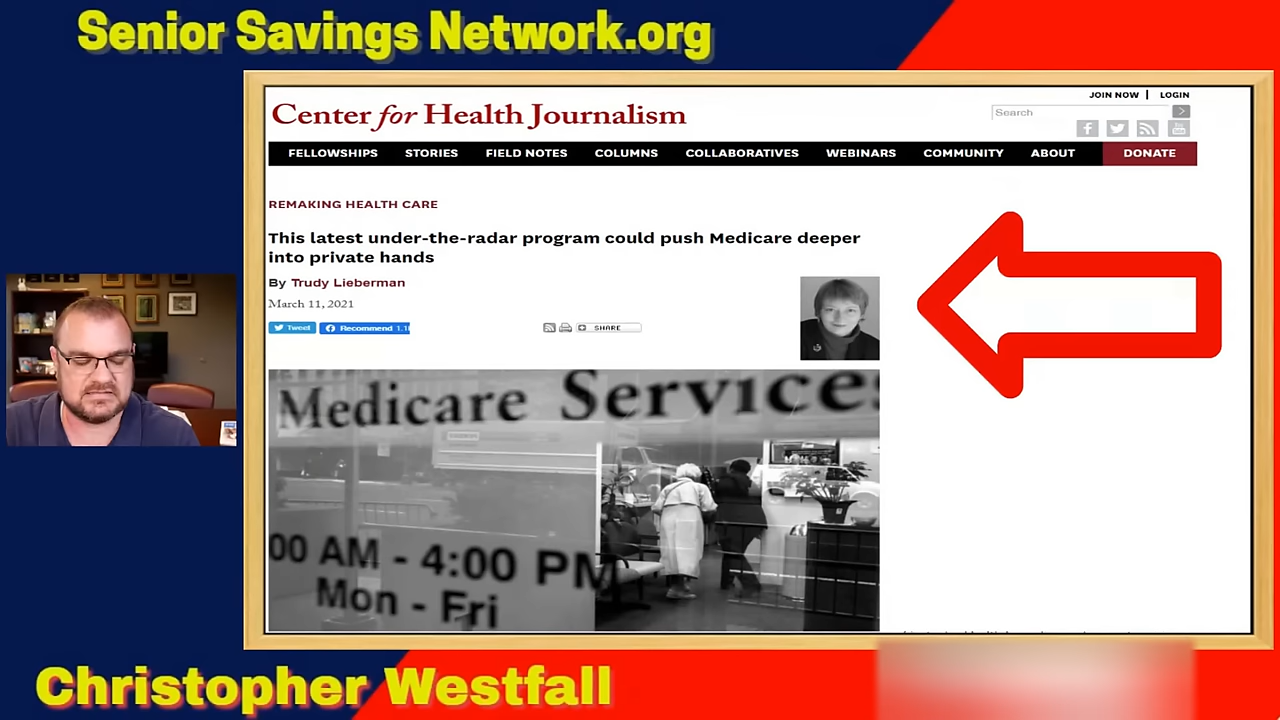 Senior Savings Network.org
JOIN NOW | LOGIN
Center for Health Journalism
Search
FELLOWSHIPS STORIES FIELD NOTES COLUMNS COLLABORATIVES WEBINARS COMMUNITY ABOUT DONATE
REMAKING HEALTH CARE
This latest under-the-radar program could push Medicare deeper
into private hands
By Trudy Lieberman
March 11, 2021
Tweet Recommend SHARE
Medicare Services
00 AM - 4:00 PM
Mon - Fri
Christopher Westfall